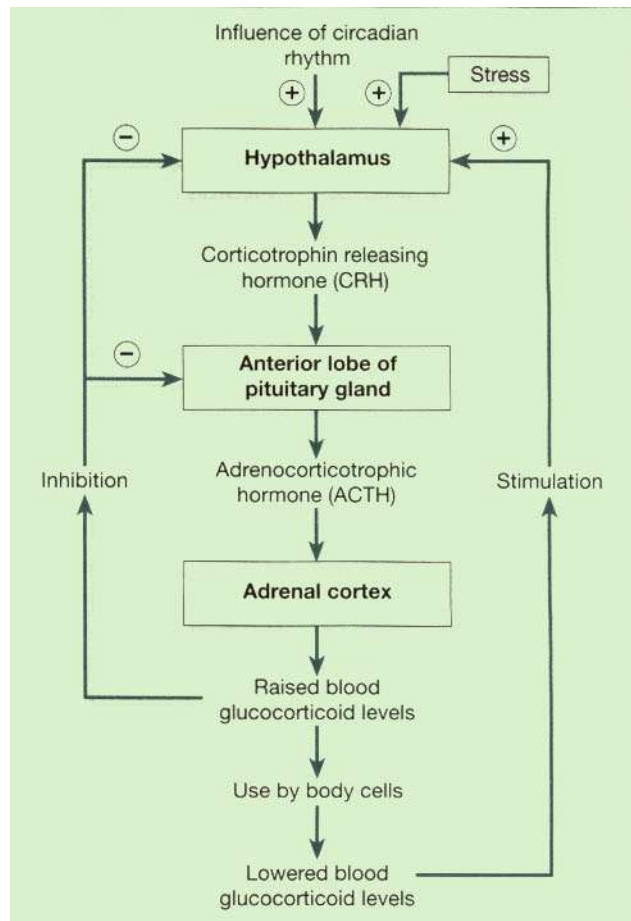 Influence of circadian
rhythm
Stress
+
+
−
+
Hypothalamus
Corticotrophin releasing
hormone (CRH)
−
Anterior lobe of
pituitary gland
Inhibition
Adrenocorticotrophic
hormone (ACTH)
Stimulation
Adrenal cortex
Raised blood
glucocorticoid levels
Use by body cells
Lowered blood
glucocorticoid levels